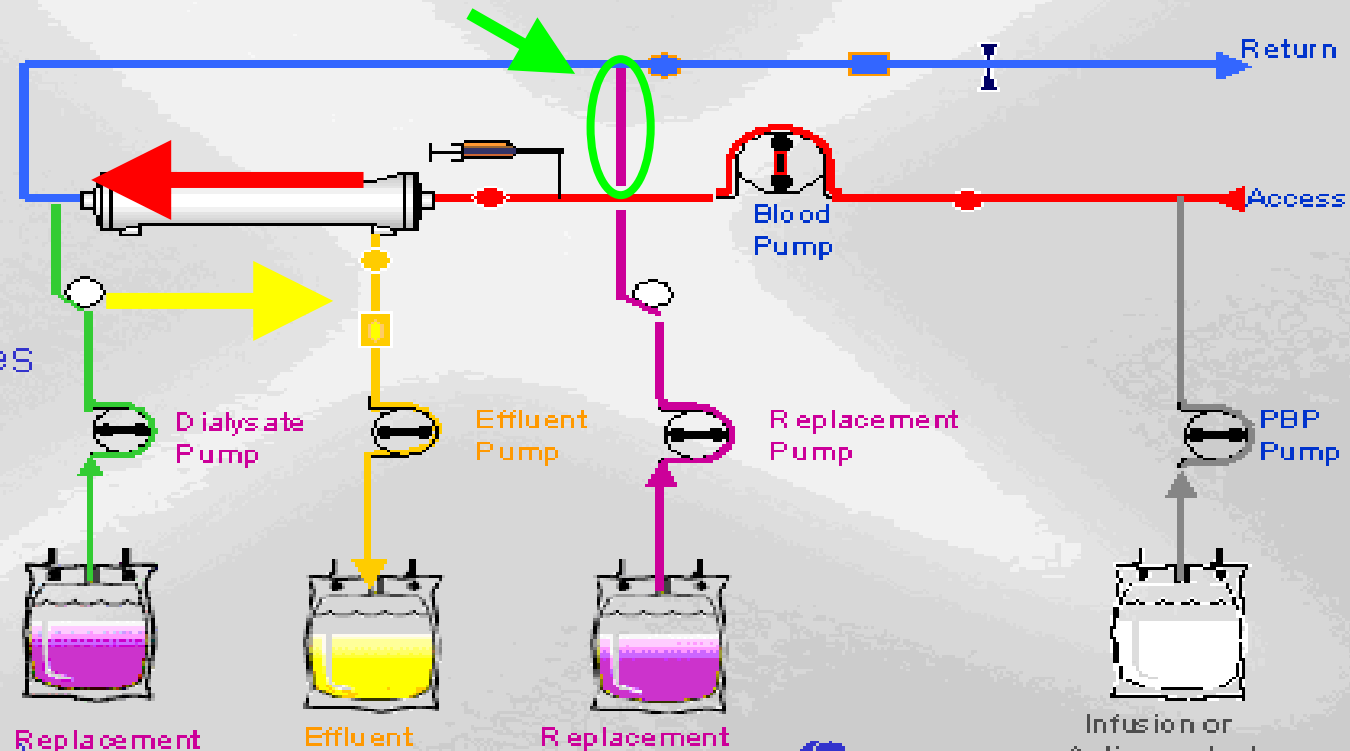 Return
Access
Blood
Pump
es
Dialysate
Pump
Effluent
Pump
Replacement
Pump
PBP
Pump
Replacement
Effluent
Replacement
Infusion or